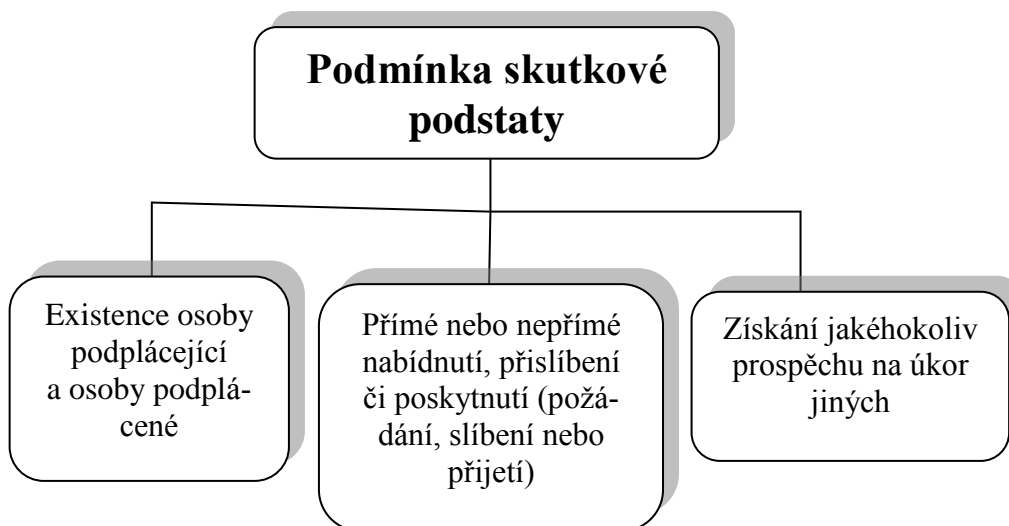 Podmínka skutkové
podstaty
Existence osoby
podplácející
a osoby podplá-
cené
Přímé nebo nepřímé
nabídnutí, přislíbení
či poskytnutí (požá-
dání, slíbení nebo
přijetí)
Získání jakéhokoliv
prospěchu na úkor
jiných